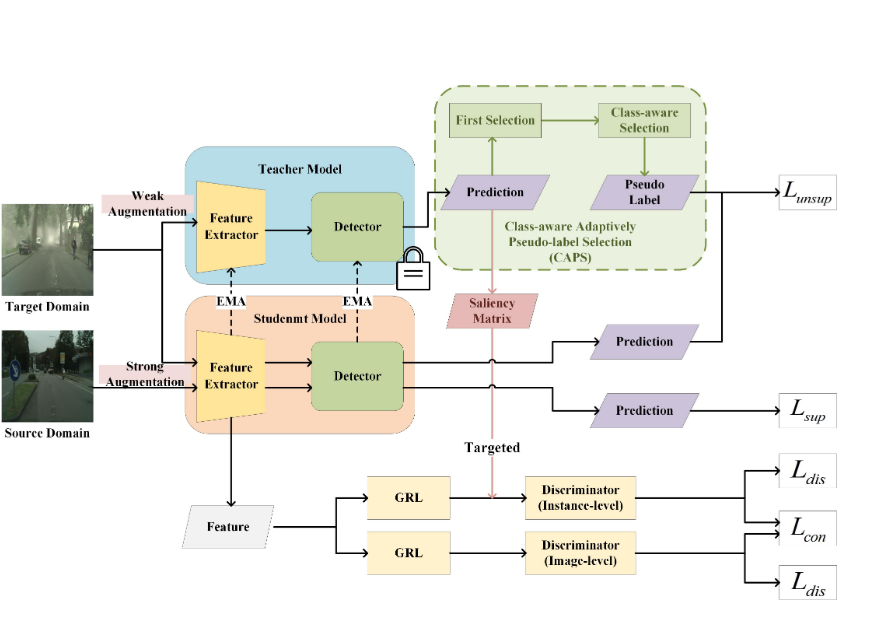 First Selection
Class-aware
Selection
Teacher Model
Weak
Augmentation
Prediction
Pseudo
Label
L_{unsup}
Feature
Extractor
Detector
Class-aware Adaptively
Pseudo-label Selection
(CAPS)
Target Domain
EMA
EMA
Saliency
Matrix
Studenmt Model
Prediction
Strong
Augmentation
Feature
Extractor
Detector
Prediction
L_{sup}
Source Domain
Targeted
L_{dis}
GRL
Discriminator
(Instance-level)
Feature
L_{con}
GRL
Discriminator
(Image-level)
L_{dis}